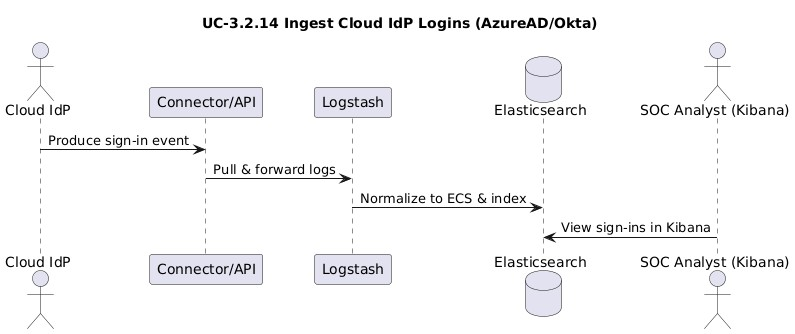 UC-3.2.14 Ingest Cloud IdP Logins (AzureAD/Okta)
Cloud IdP
Connector/API
Logstash
Elasticsearch
SOC Analyst (Kibana)
Produce sign-in event
Pull & forward logs
Normalize to ECS & index
View sign-ins in Kibana
Cloud IdP
Connector/API
Logstash
Elasticsearch
SOC Analyst (Kibana)